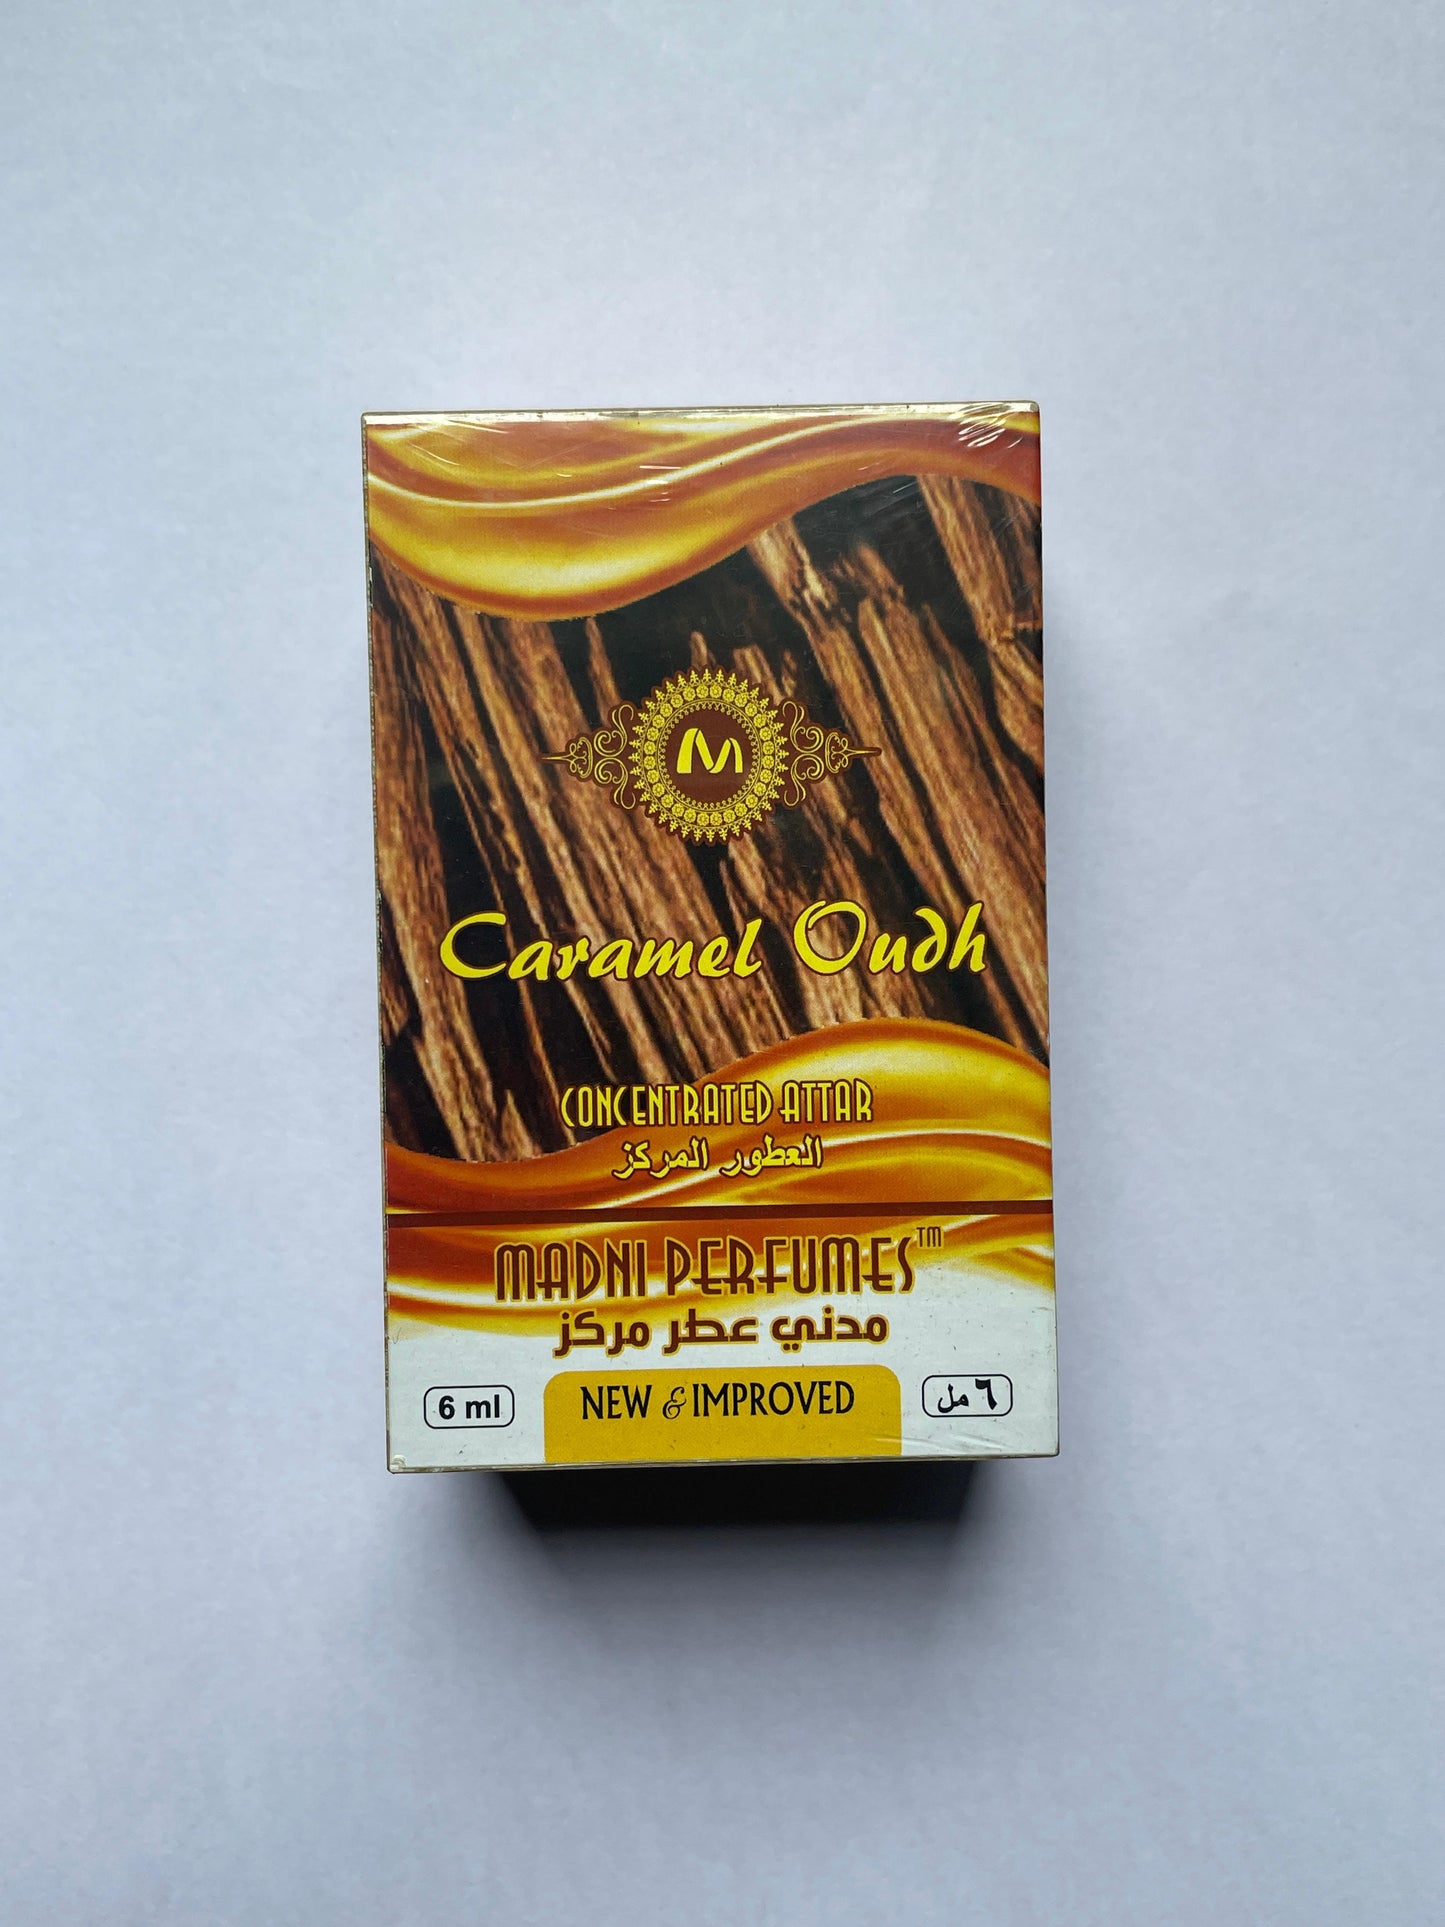 M
Caramel Oudh
CONCENTRATED ATTAR
العطور المركز
MADNI PERFUMES™
مدني عطر مركز
6 ml
NEW & IMPROVED
٦ مل